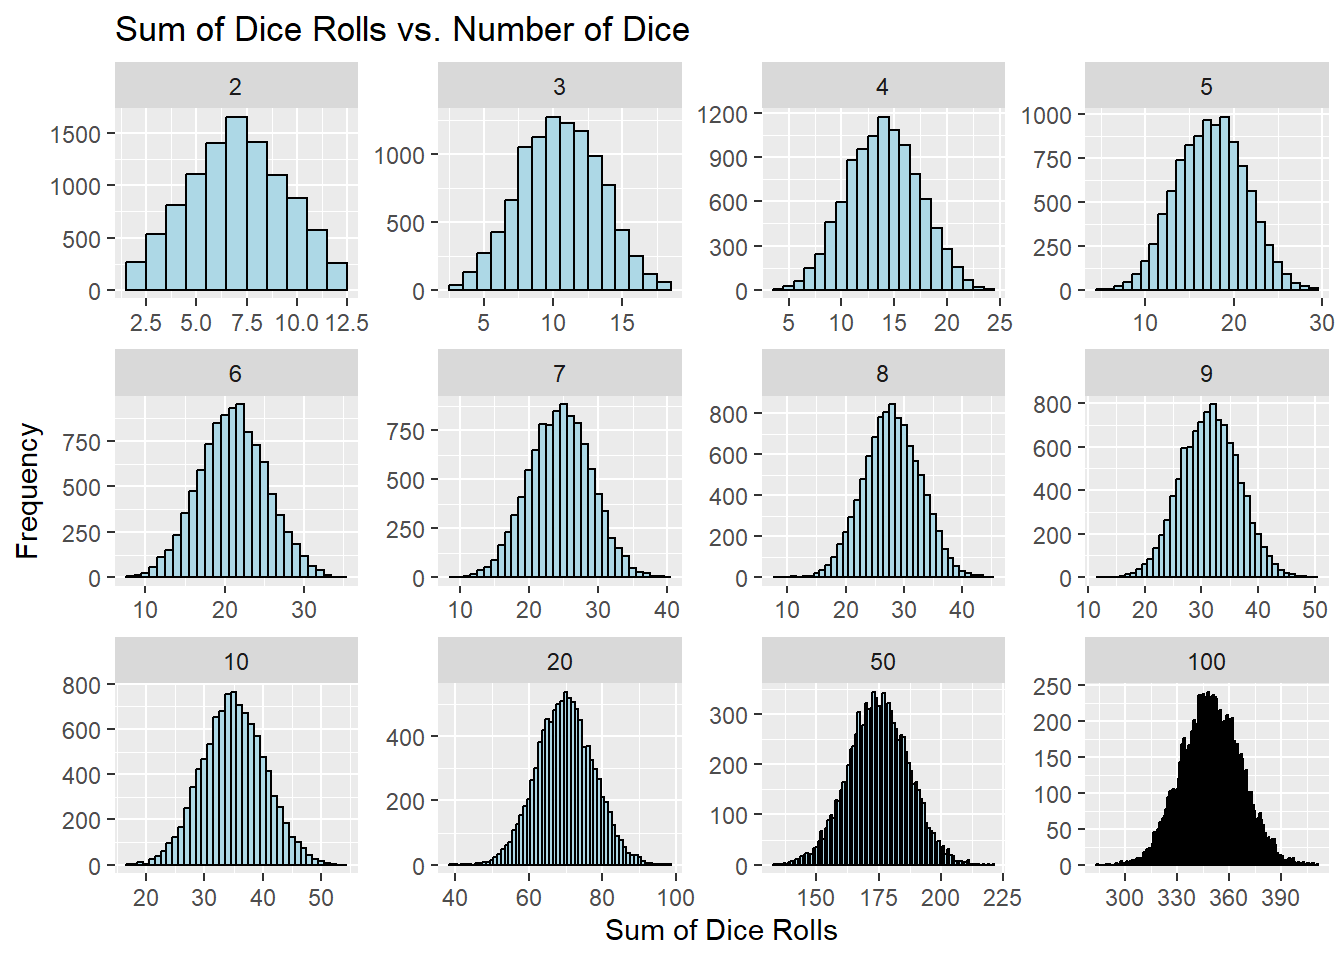 Sum of Dice Rolls vs. Number of Dice
2 3 4 5
1500 1000 500 0
1000 500 0
1200 900 600 300 0
1000 750 500 250 0
2.5 5.0 7.5 10.0 12.5
5 10 15
5 10 15 20 25
10 20 30
6 7 8 9
750 500 250 0
750 500 250 0
800 600 400 200 0
800 600 400 200 0
10 20 30
10 20 30 40
10 20 30 40
10 20 30 40 50
10 20 50 100
800 600 400 200 0
400 200 0
300 200 100 0
250 200 150 100 50 0
20 30 40 50
40 60 80 100
150 175 200 225
300 330 360 390
Frequency
Sum of Dice Rolls